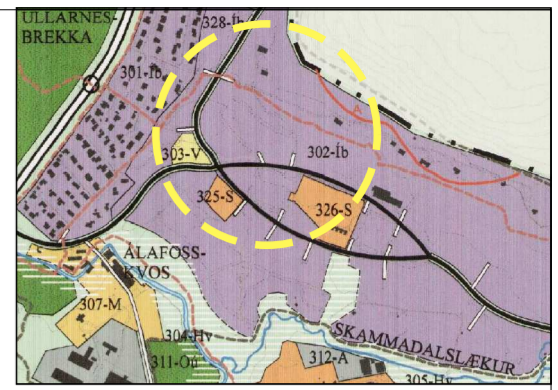 ULLARNES-
BREKKA
328-Íb
301-Íb
303-V
302-Íb
325-S
326-S
ÁLAFOSS-
KVOS
307-M
304-Hv
311-Ou
312-A
305-Hv
SKAMMADALSLÆKUR